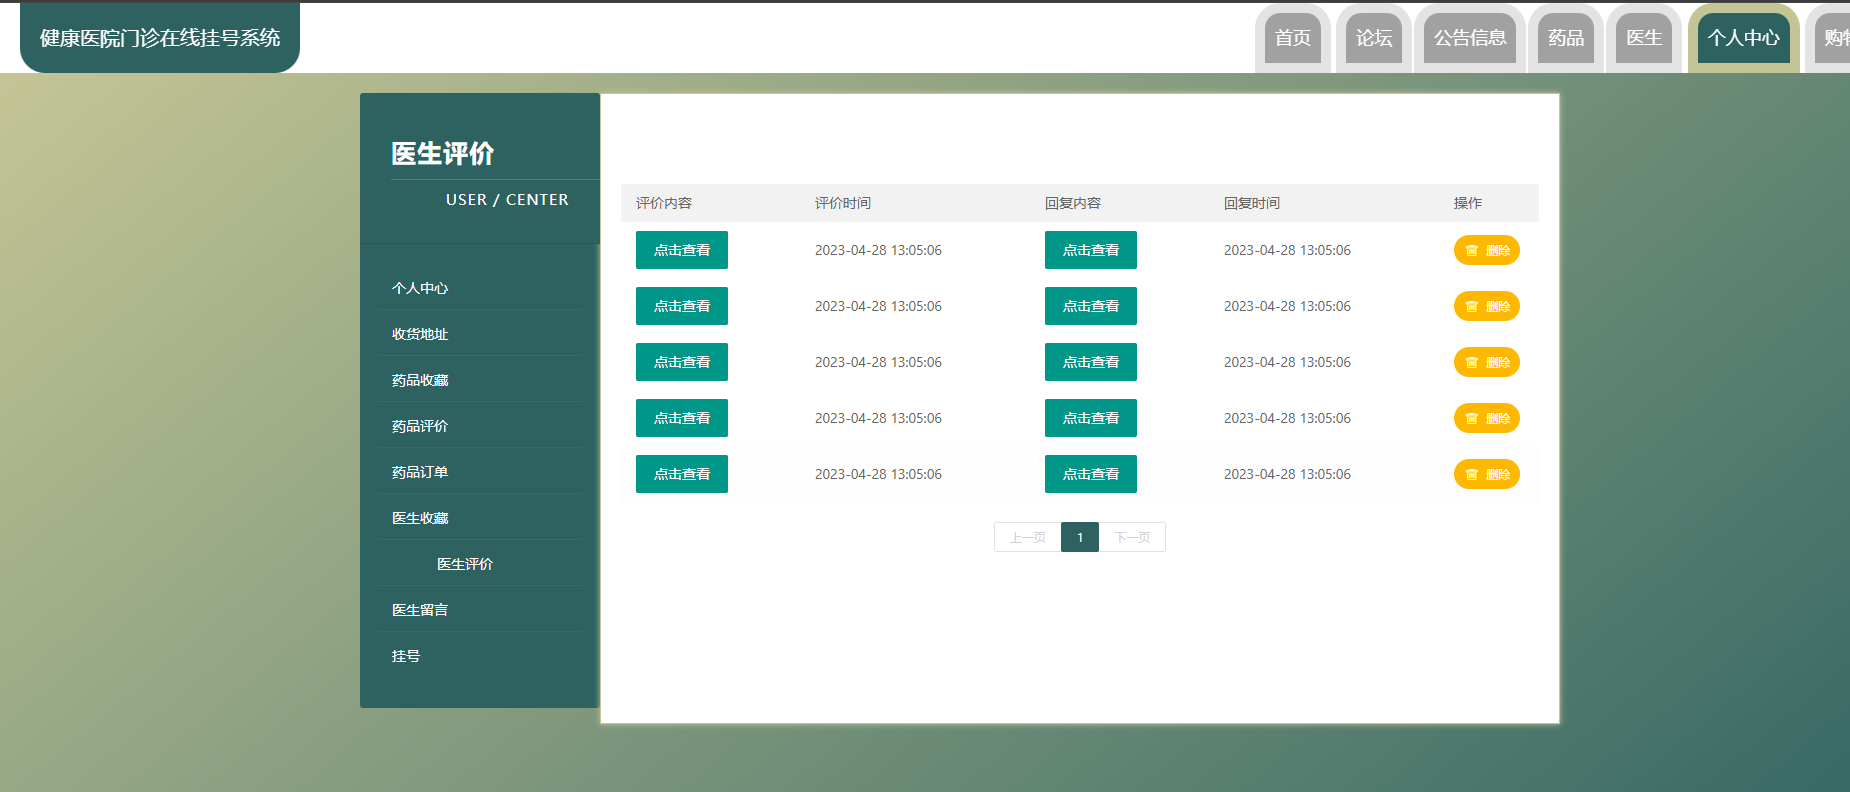 健康医院门诊在线挂号系统
首页 论坛 公告信息 药品 医生 个人中心 购物
医生评价
USER / CENTER
个人中心
收货地址
药品收藏
药品评价
药品订单
医生收藏
医生评价
医生留言
挂号
评价内容 评价时间 回复内容 回复时间 操作
点击查看 2023-04-28 13:05:06 点击查看 2023-04-28 13:05:06 删除
点击查看 2023-04-28 13:05:06 点击查看 2023-04-28 13:05:06 删除
点击查看 2023-04-28 13:05:06 点击查看 2023-04-28 13:05:06 删除
点击查看 2023-04-28 13:05:06 点击查看 2023-04-28 13:05:06 删除
点击查看 2023-04-28 13:05:06 点击查看 2023-04-28 13:05:06 删除
上一页 1 下一页